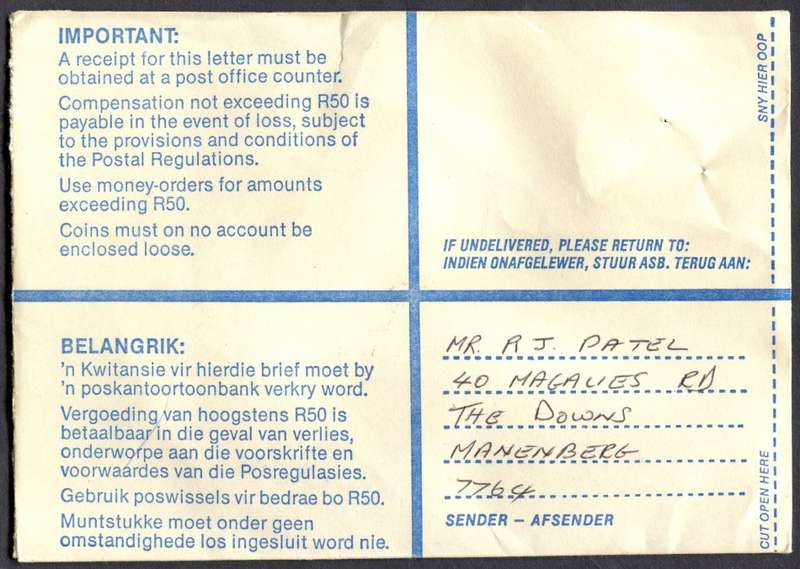 IMPORTANT:
A receipt for this letter must be
obtained at a post office counter.
Compensation not exceeding R50 is
payable in the event of loss, subject
to the provisions and conditions of
the Postal Regulations.
Use money-orders for amounts
exceeding R50.
Coins must on no account be
enclosed loose.
SNY HIER OOP
IF UNDELIVERED, PLEASE RETURN TO:
INDIEN ONAFGELEWER, STUUR ASB. TERUG AAN:
BELANGRIK:
'n Kwitansie vir hierdie brief moet by
'n poskantoortoonbank verkry word.
Vergoeding van hoogstens R50 is
betaalbaar in die geval van verlies,
onderworpe aan die voorskrifte en
voorwaardes van die Posregulasies.
Gebruik poswissels vir bedrae bo R50.
Muntstukke moet onder geen
omstandighede los ingesluit word nie.
MR. R J. PATEL
40 MAGALIES RD
THE DOWNS
MANENBERG
7764
SENDER – AFSENDER
CUT OPEN HERE